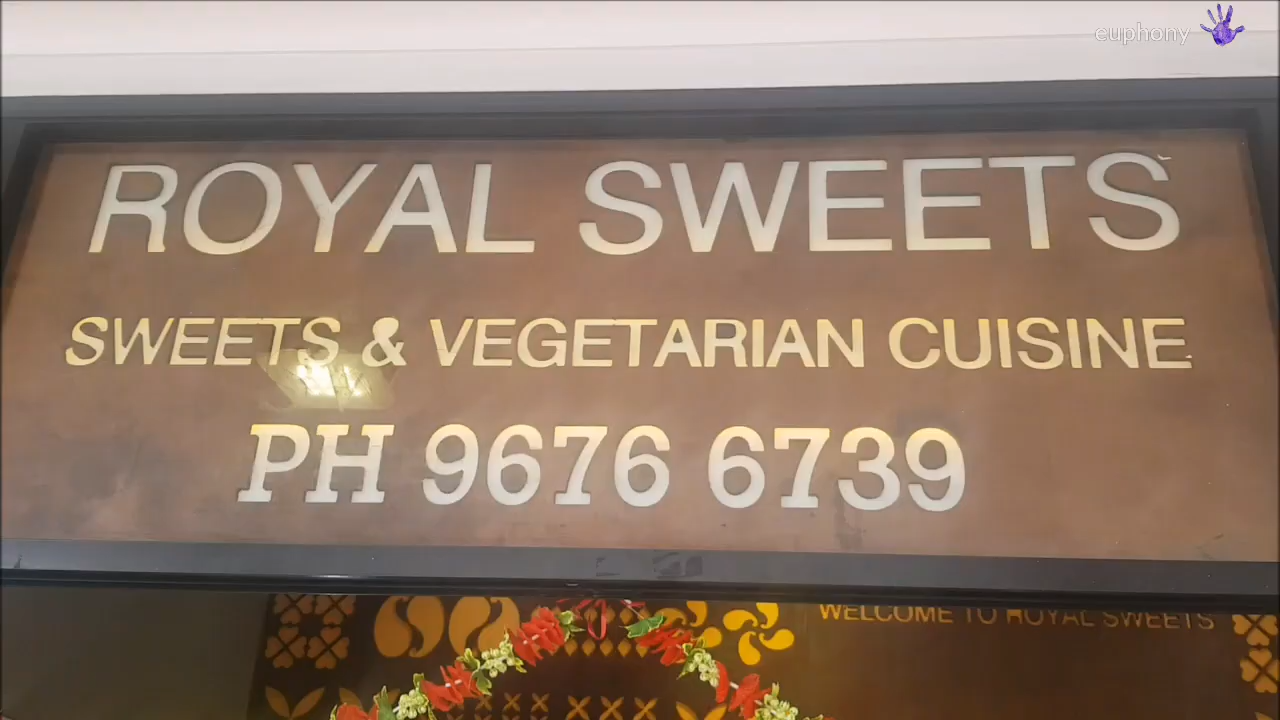 euphony
ROYAL SWEETS
SWEETS & VEGETARIAN CUISINE
PH 9676 6739
WELCOME TO ROYAL SWEETS